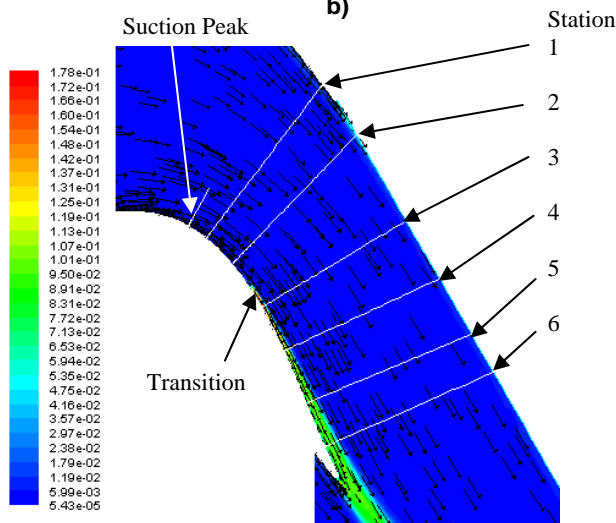 b)
Suction Peak
Station
1
2
3
4
5
6
Transition
1.78e-01
1.72e-01
1.66e-01
1.60e-01
1.54e-01
1.48e-01
1.42e-01
1.37e-01
1.31e-01
1.25e-01
1.19e-01
1.13e-01
1.07e-01
1.01e-01
9.50e-02
8.91e-02
8.31e-02
7.72e-02
7.13e-02
6.53e-02
5.94e-02
5.35e-02
4.75e-02
4.16e-02
3.57e-02
2.97e-02
2.38e-02
1.79e-02
1.19e-02
5.99e-03
5.43e-05